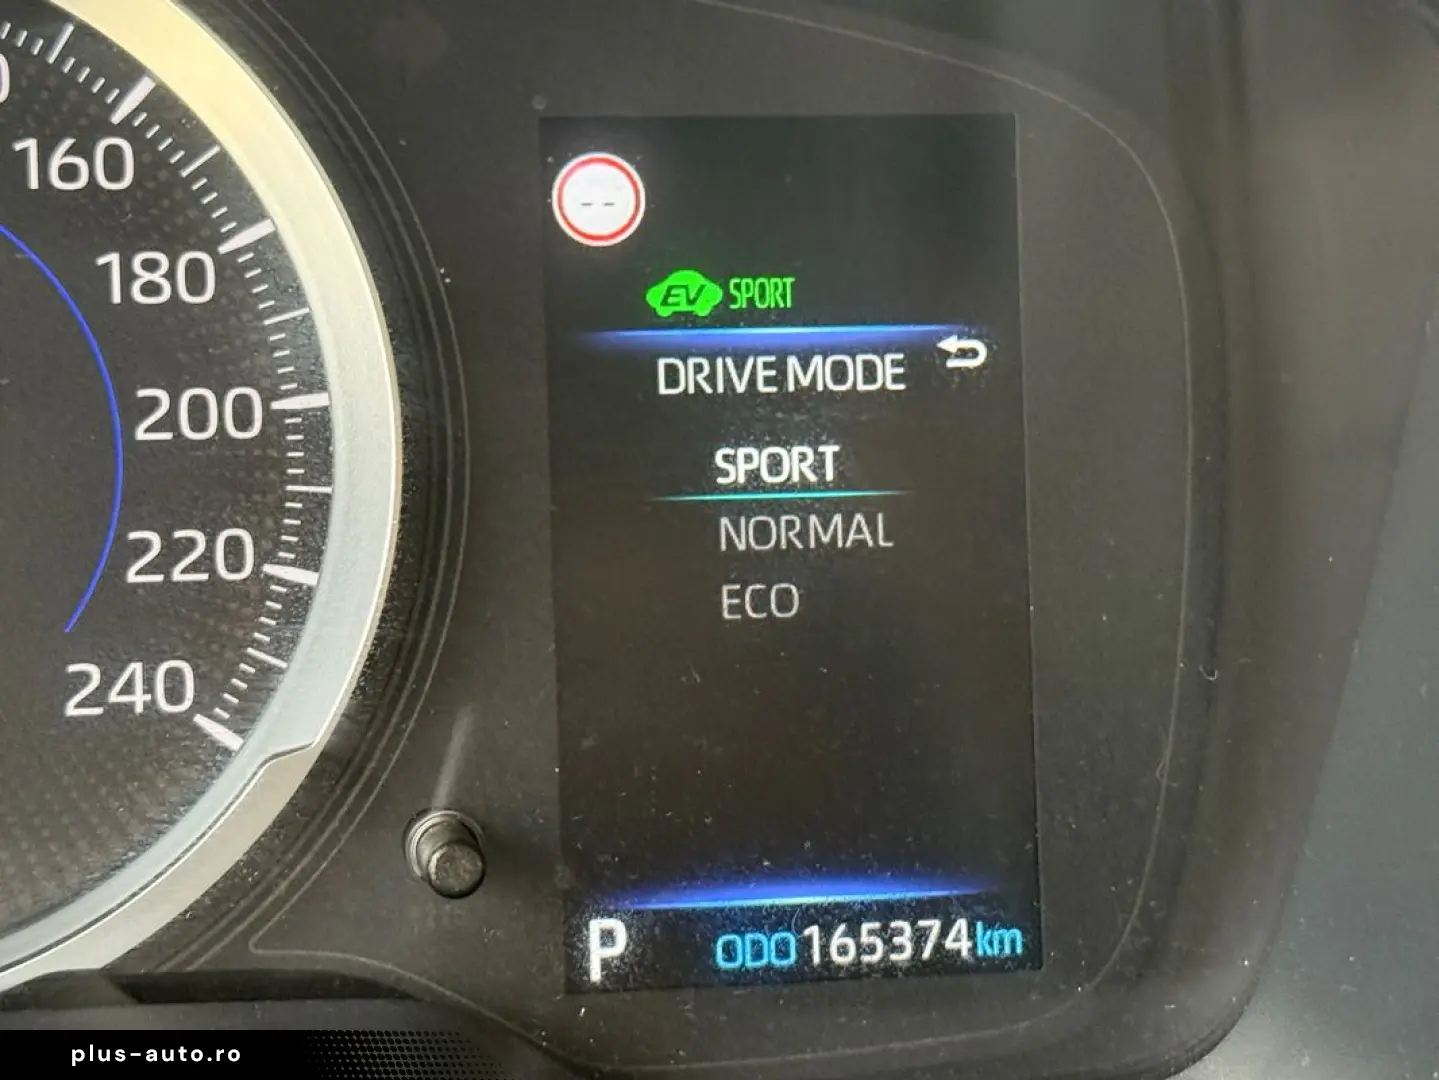 160
180
200
220
240
--
EV SPORT
DRIVE MODE
SPORT
NORMAL
ECO
P ODO 165374 km
plus-auto.ro